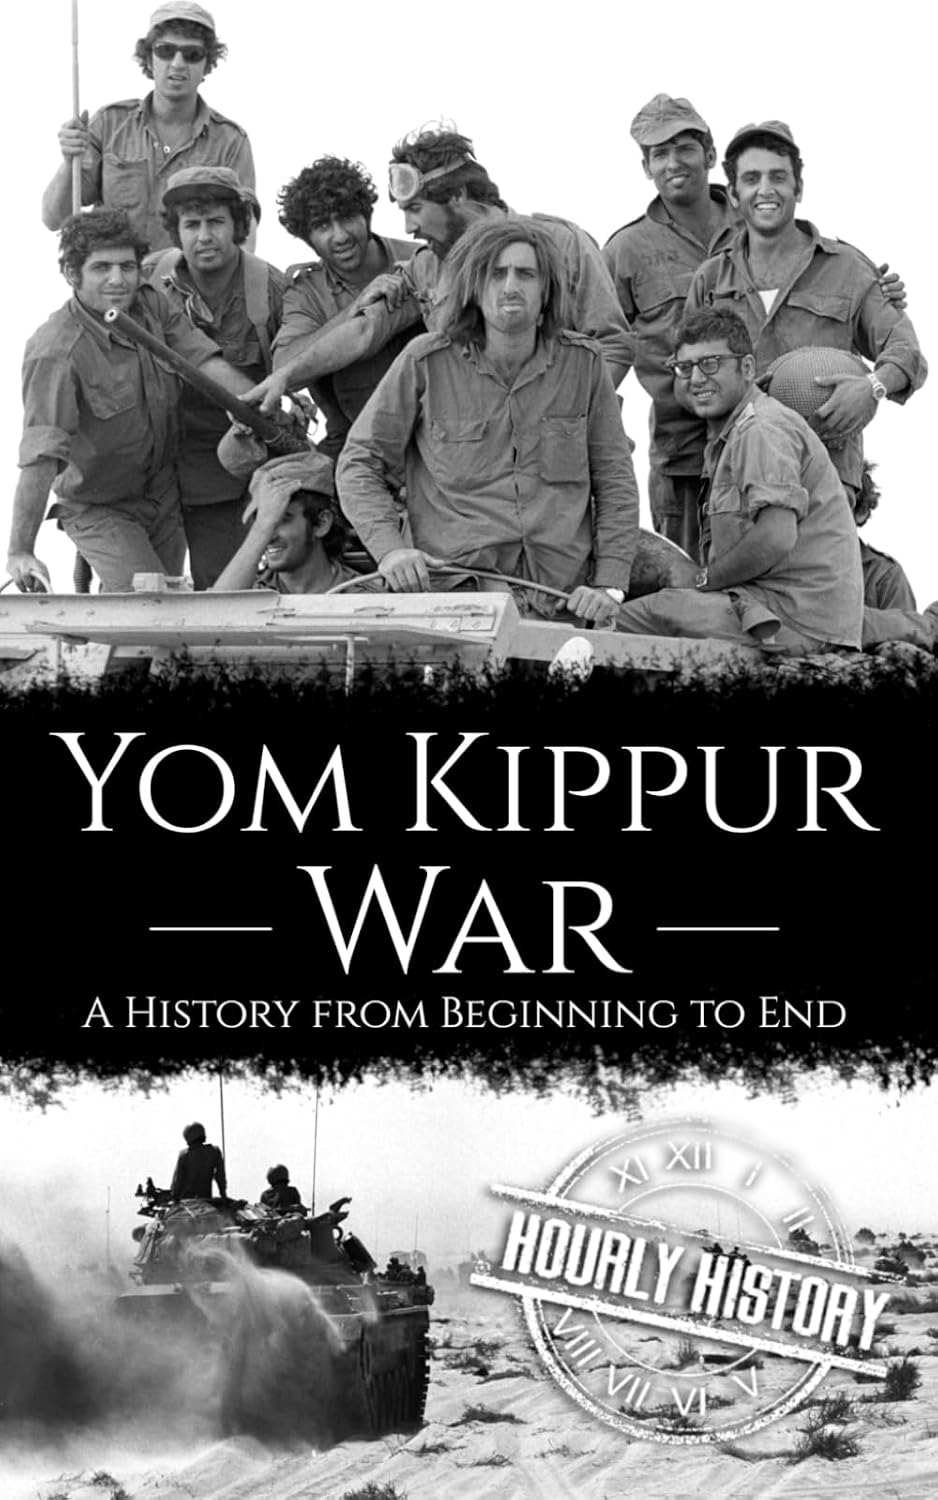 Yom Kippur
War
A History from Beginning to End
XI XII I II
HOURLY HISTORY
VIII VII VI V